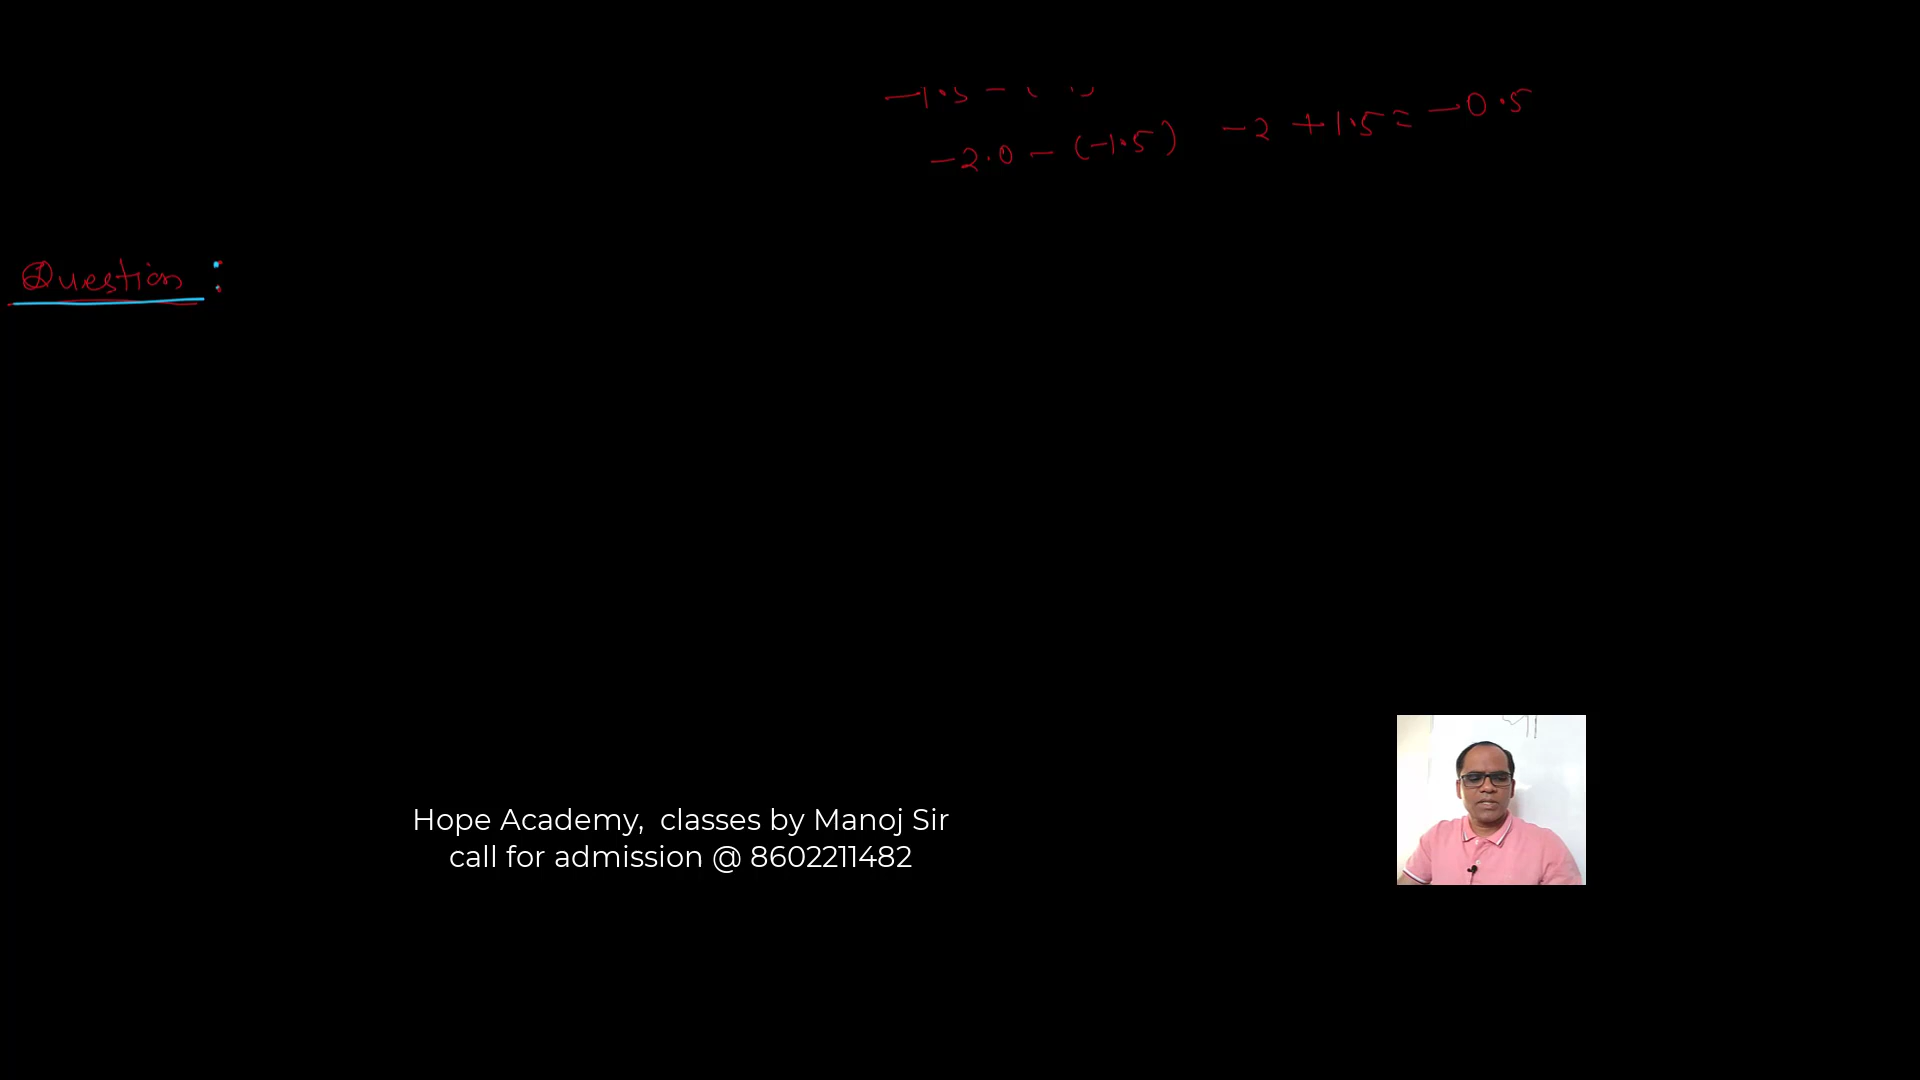 -2.0 - (-1.5) -2 + 1.5 = -0.5
Question :
Hope Academy, classes by Manoj Sir
call for admission @ 8602211482